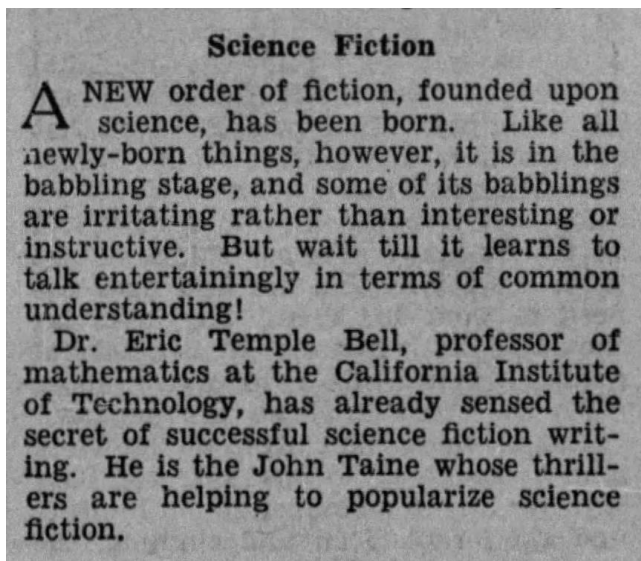 Science Fiction
A NEW order of fiction, founded upon
science, has been born. Like all
newly-born things, however, it is in the
babbling stage, and some of its babblings
are irritating rather than interesting or
instructive. But wait till it learns to
talk entertainingly in terms of common
understanding!
Dr. Eric Temple Bell, professor of
mathematics at the California Institute
of Technology, has already sensed the
secret of successful science fiction writ-
ing. He is the John Taine whose thrill-
ers are helping to popularize science
fiction.